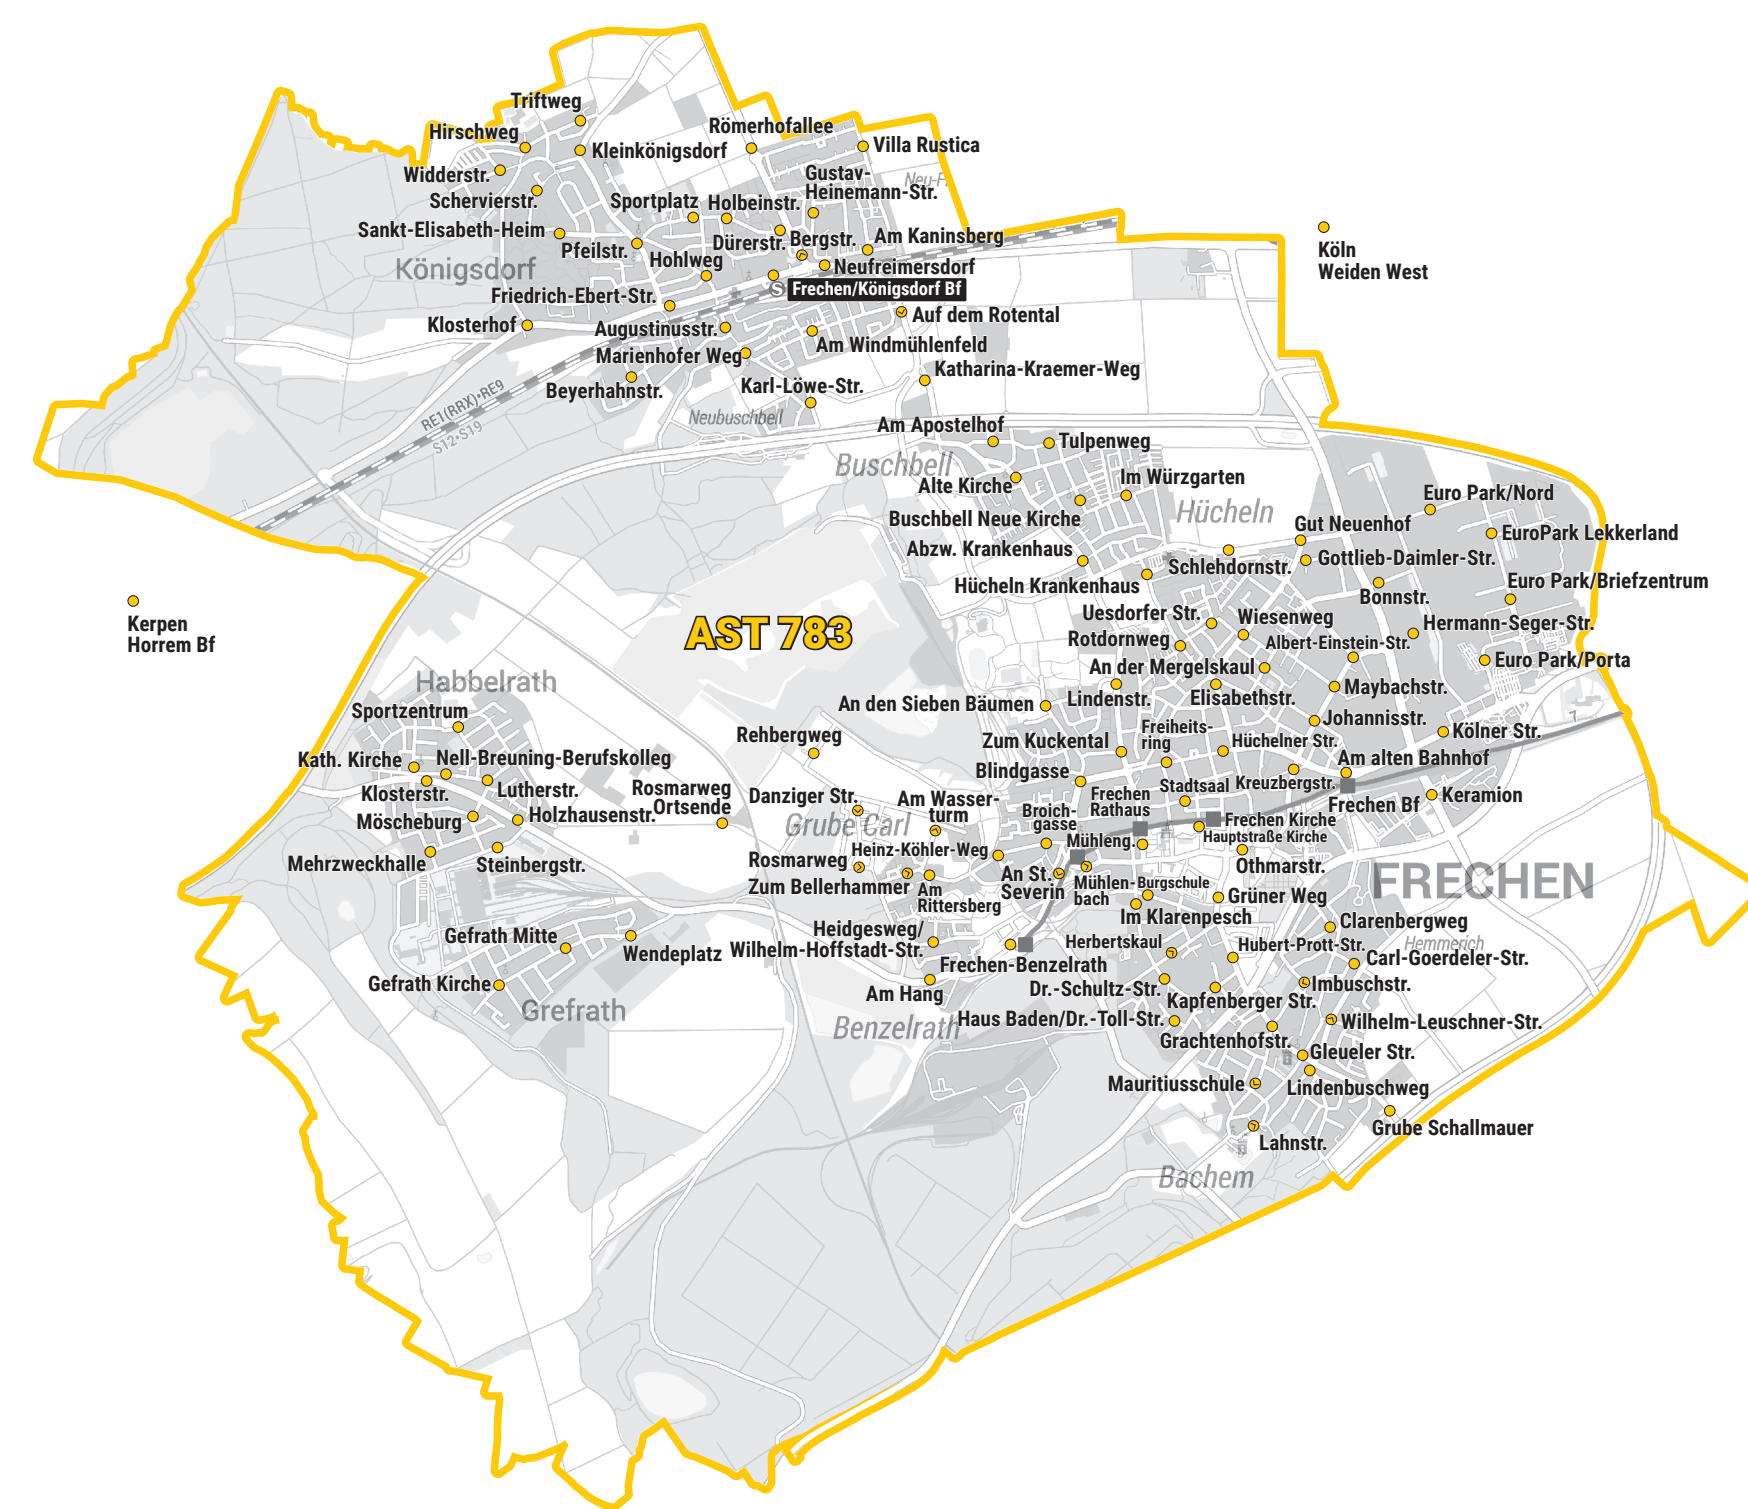 Triftweg
Hirschweg
Kleinkönigsdorf
Römerhofallee
Villa Rustica
Widderstr.
Schervierstr.
Gustav-
Heinemann-Str.
Sportplatz
Holbeinstr.
Sankt-Elisabeth-Heim
Pfeilstr.
Dürerstr.
Bergstr.
Am Kaninsberg
Köln
Weiden West
Königsdorf
Hohlweg
Neufreimersdorf
S
Frechen/Königsdorf Bf
Friedrich-Ebert-Str.
Klosterhof
Augustinusstr.
Auf dem Rotental
Am Windmühlenfeld
Marienhofer Weg
Katharina-Kraemer-Weg
Beyerhahnstr.
Karl-Löwe-Str.
RE1(RRX)•RE9
S12•S19
Neubuschbell
Am Apostelhof
Tulpenweg
Buschbell
Alte Kirche
Im Würzgarten
Buschbell Neue Kirche
Hücheln
Euro Park/Nord
Gut Neuenhof
EuroPark Lekkerland
Abzw. Krankenhaus
Schlehdornstr.
Gottlieb-Daimler-Str.
Hücheln Krankenhaus
Bonnstr.
Euro Park/Briefzentrum
Kerpen
Horrem Bf
AST 783
Uesdorfer Str.
Wiesenweg
Hermann-Seger-Str.
Rotdornweg
Albert-Einstein-Str.
An der Mergelskaul
Euro Park/Porta
Habbelrath
Lindenstr.
Elisabethstr.
Maybachstr.
An den Sieben Bäumen
Sportzentrum
Johannisstr.
Rehbergweg
Zum Kuckental
Freiheits-
ring
Hüchelner Str.
Kölner Str.
Kath. Kirche
Nell-Breuning-Berufskolleg
Blindgasse
Am alten Bahnhof
Klosterstr.
Lutherstr.
Rosmarweg
Ortsende
Danziger Str.
Am Wasser-
turm
Frechen
Rathaus
Stadtsaal
Kreuzbergstr.
Frechen Bf
Keramion
Möscheburg
Holzhausenstr.
Grube Carl
Broich-
gasse
Mühleng.
Frechen Kirche
Hauptstraße Kirche
Mehrzweckhalle
Steinbergstr.
Rosmarweg
Heinz-Köhler-Weg
Othmarstr.
FRECHEN
Zum Bellerhammer
Am
Rittersberg
An St.
Severin
Mühlen-
bach
Burgschule
Grüner Weg
Im Klarenpesch
Clarenbergweg
Gefrath Mitte
Wendeplatz
Heidgesweg/
Wilhelm-Hoffstadt-Str.
Herbertskaul
Hubert-Prott-Str.
Hemmerich
Carl-Goerdeler-Str.
Frechen-Benzelrath
Gefrath Kirche
Am Hang
Dr.-Schultz-Str.
Kapfenberger Str.
Imbuschstr.
Grefrath
Benzelrath
Haus Baden/Dr.-Toll-Str.
Wilhelm-Leuschner-Str.
Grachtenhofstr.
Gleueler Str.
Mauritiusschule
Lindenbuschweg
Grube Schallmauer
Lahnstr.
Bachem